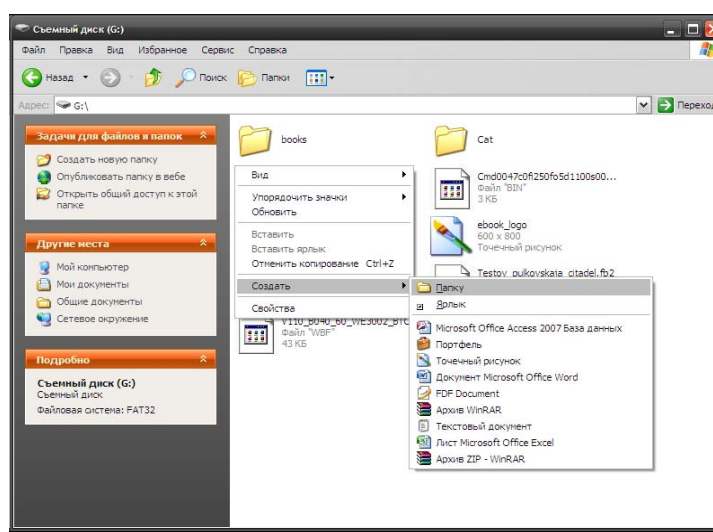 Съемный диск (G:)
Файл Правка Вид Избранное Сервис Справка
Назад Поиск Папки
Адрес: G:\ Переход
Задачи для файлов и папок
Создать новую папку
Опубликовать папку в вебе
Открыть общий доступ к этой
папке
Другие места
Мой компьютер
Мои документы
Общие документы
Сетевое окружение
Подробно
Съемный диск (G:)
Съемный диск
Файловая система: FAT32
books
Cat
Файл "BIN"
3 КБ
ebook_logo
600 x 800
Точечный рисунок
Testov_pukovskaia_citadel.fb2
Файл "WBF"
43 КБ
Вид
Упорядочить значки
Обновить
Вставить
Вставить ярлык
Отменить копирование Ctrl+Z
Создать
Свойства
Папку
Ярлык
Microsoft Office Access 2007 База данных
Портфель
Точечный рисунок
Документ Microsoft Office Word
FDF Document
Архив WinRAR
Текстовый документ
Лист Microsoft Office Excel
Архив ZIP - WinRAR